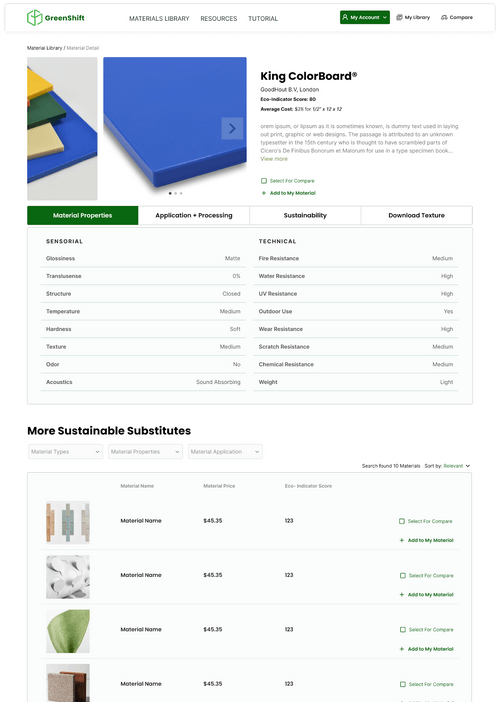 GreenShift
MATERIALS LIBRARY
RESOURCES
TUTORIAL
My Account
My Library
Compare
Material Library / Material Detail
King ColorBoard®
GoodHout B.V, London
Eco-Indicator Score: 80
Average Cost: $28 for 1/2" x 12 x 12
orem ipsum, or lipsum as it is sometimes known, is dummy text used in laying
out print, graphic or web designs. The passage is attributed to an unknown
typesetter in the 15th century who is thought to have scrambled parts of
Cicero's De Finibus Bonorum et Malorum for use in a type specimen book...
View more
Select For Compare
+ Add to My Material
Material Properties
Application + Processing
Sustainability
Download Texture
SENSORIAL
Glossiness Matte
Translusense 0%
Structure Closed
Temperature Medium
Hardness Soft
Texture Medium
Odor No
Acoustics Sound Absorbing
TECHNICAL
Fire Resistance Medium
Water Resistance High
UV Resistance High
Outdoor Use Yes
Wear Resistance High
Scratch Resistance Medium
Chemical Resistance Medium
Weight Light
More Sustainable Substitutes
Material Types
Material Properties
Material Application
Search found 10 Materials Sort by: Relevant
Material Name Material Price Eco- Indicator Score
Material Name $45.35 123 Select For Compare
+ Add to My Material
Material Name $45.35 123 Select For Compare
+ Add to My Material
Material Name $45.35 123 Select For Compare
+ Add to My Material
Material Name $45.35 123 Select For Compare